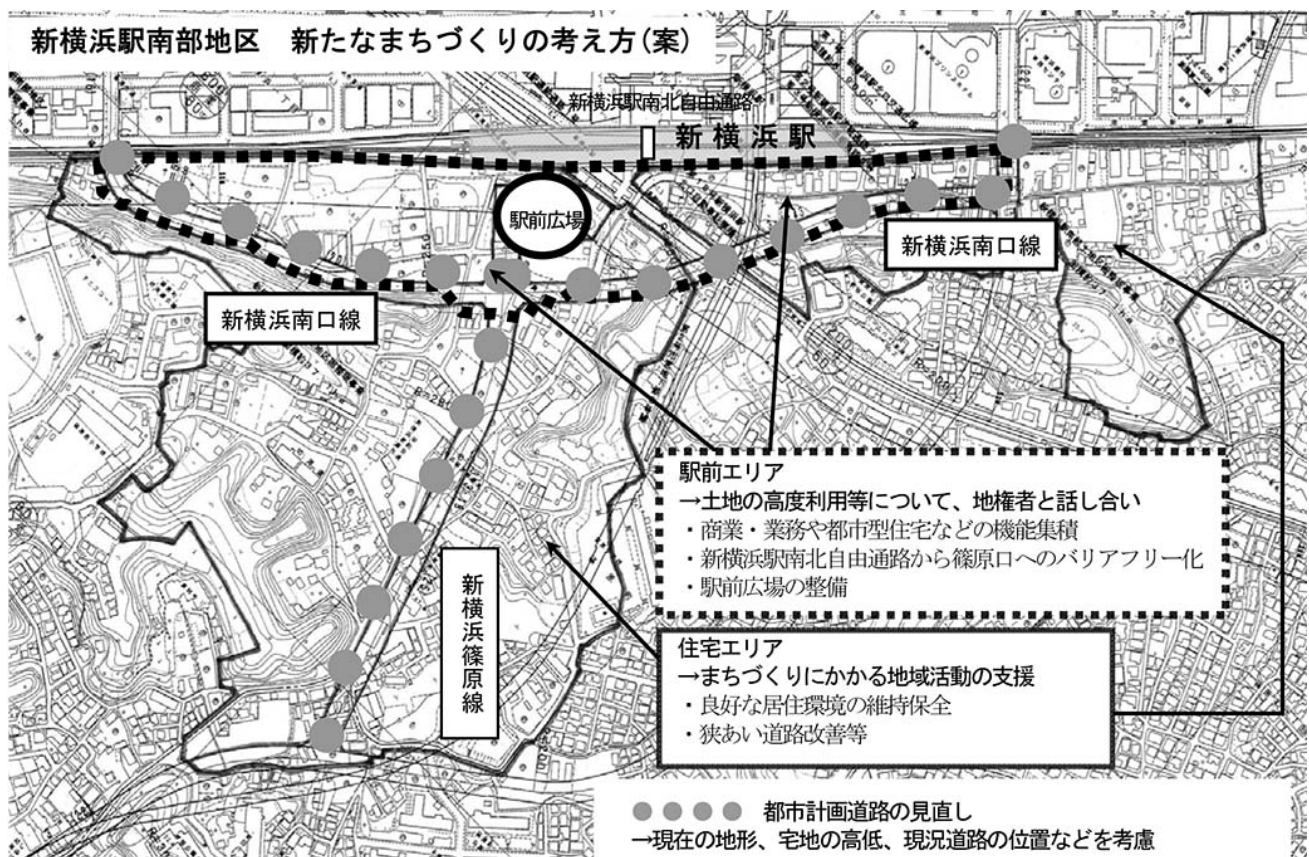 新横浜駅南部地区 新たなまちづくりの考え方(案)
新横浜駅南北自由通路
新横浜駅
駅前広場
新横浜南口線
新横浜南口線
駅前エリア
→土地の高度利用等について、地権者と話し合い
・商業・業務や都市型住宅などの機能集積
・新横浜駅南北自由通路から篠原口へのバリアフリー化
・駅前広場の整備
新横浜篠原線
住宅エリア
→まちづくりにかかる地域活動の支援
・良好な居住環境の維持保全
・狭あい道路改善等
都市計画道路の見直し
→現在の地形、宅地の高低、現況道路の位置などを考慮